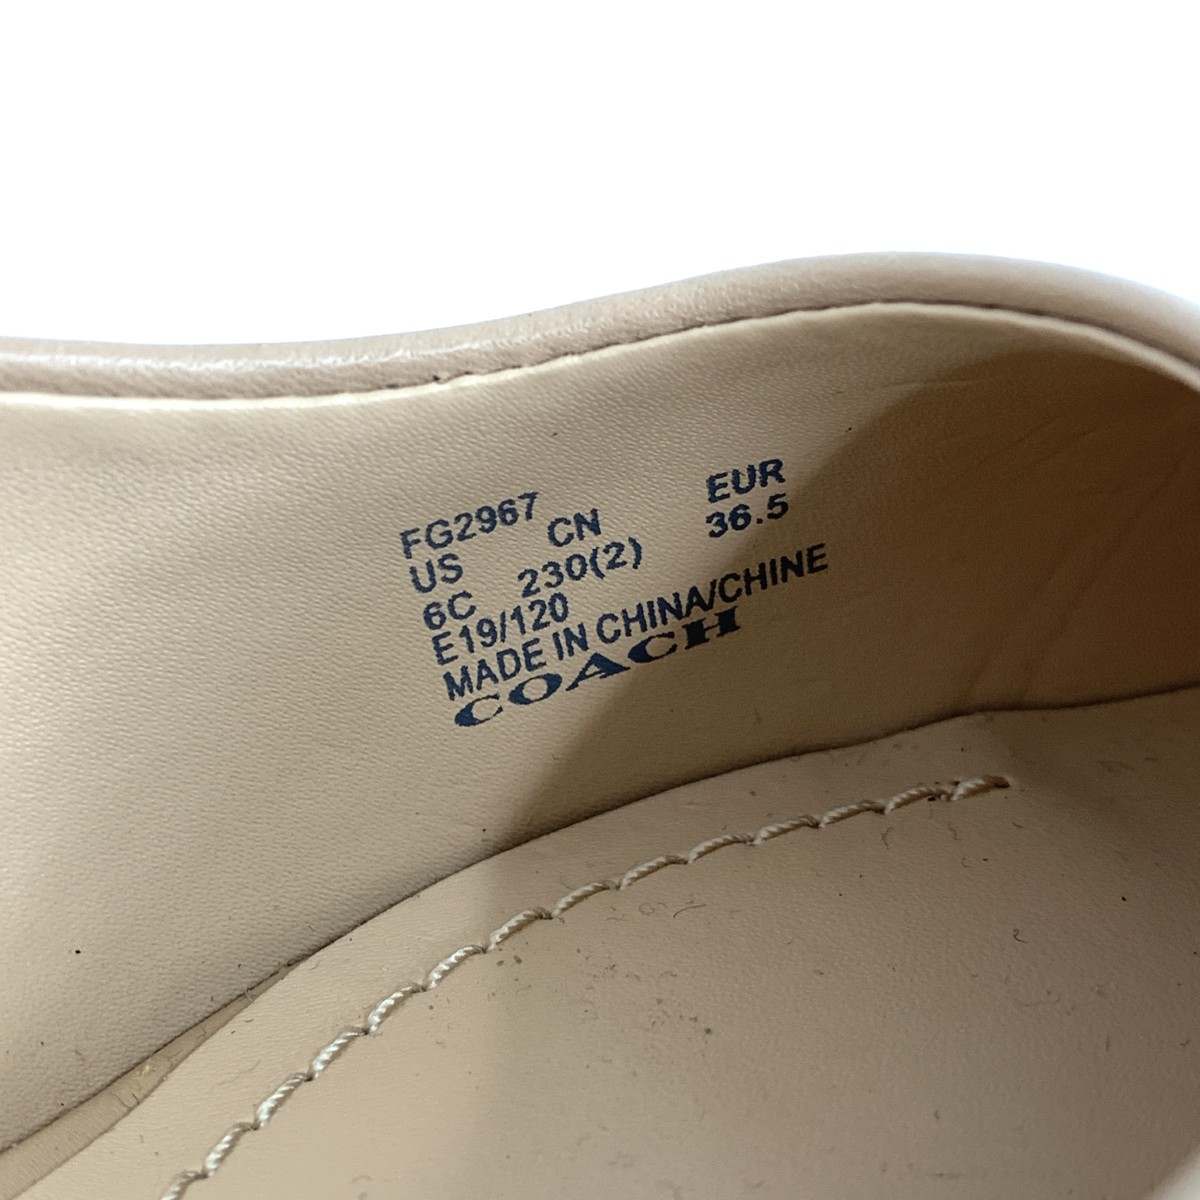 FG2967
US CN EUR
6C 230(2) 36.5
E19/120
MADE IN CHINA/CHINE
COACH